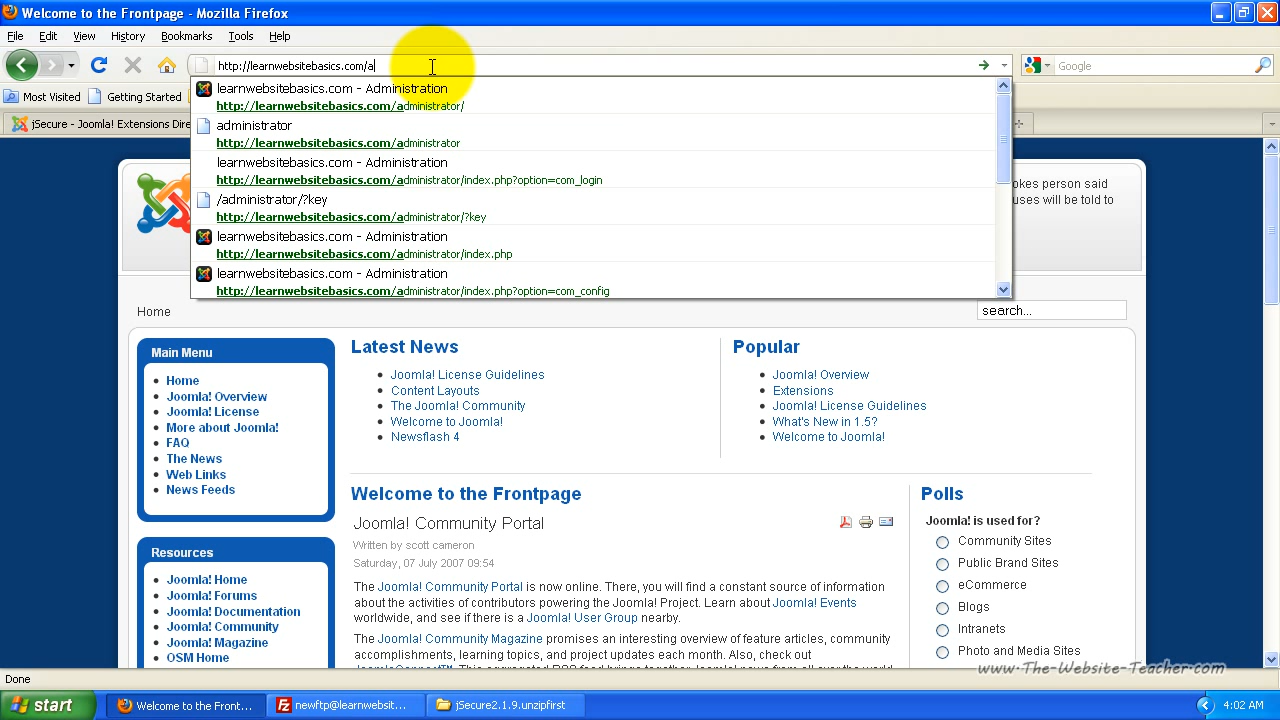 Welcome to the Frontpage - Mozilla Firefox
File Edit View History Bookmarks Tools Help
http://learnwebsitebasics.com/a
Google
Most Visited Getting Started
learnwebsitebasics.com - Administration
http://learnwebsitebasics.com/administrator/
administrator
http://learnwebsitebasics.com/administrator
learnwebsitebasics.com - Administration
http://learnwebsitebasics.com/administrator/index.php?option=com_login
/administrator/?key
http://learnwebsitebasics.com/administrator/?key
learnwebsitebasics.com - Administration
http://learnwebsitebasics.com/administrator/index.php
learnwebsitebasics.com - Administration
http://learnwebsitebasics.com/administrator/index.php?option=com_config
jSecure - Joomla! Extensions Dire
okes person said
uses will be told to
Home
search...
Main Menu
Home
Joomla! Overview
Joomla! License
More about Joomla!
FAQ
The News
Web Links
News Feeds
Resources
Joomla! Home
Joomla! Forums
Joomla! Documentation
Joomla! Community
Joomla! Magazine
OSM Home
Latest News
Joomla! License Guidelines
Content Layouts
The Joomla! Community
Welcome to Joomla!
Newsflash 4
Popular
Joomla! Overview
Extensions
Joomla! License Guidelines
What's New in 1.5?
Welcome to Joomla!
Welcome to the Frontpage
Joomla! Community Portal
Written by scott cameron
Saturday, 07 July 2007 09:54
The Joomla! Community Portal is now online. There, you will find a constant source of information
about the activities of contributors powering the Joomla! Project. Learn about Joomla! Events
worldwide, and see if there is a Joomla! User Group nearby.
The Joomla! Community Magazine promises an interesting overview of feature articles, community
accomplishments, learning topics, and project updates each month. Also, check out
Polls
Joomla! is used for?
Community Sites
Public Brand Sites
eCommerce
Blogs
Intranets
Photo and Media Sites
www.The-Website-Teacher.com
Done
start
Welcome to the Front...
newftp@learnwebsit...
jSecure2.1.9.unzipfirst
4:02 AM